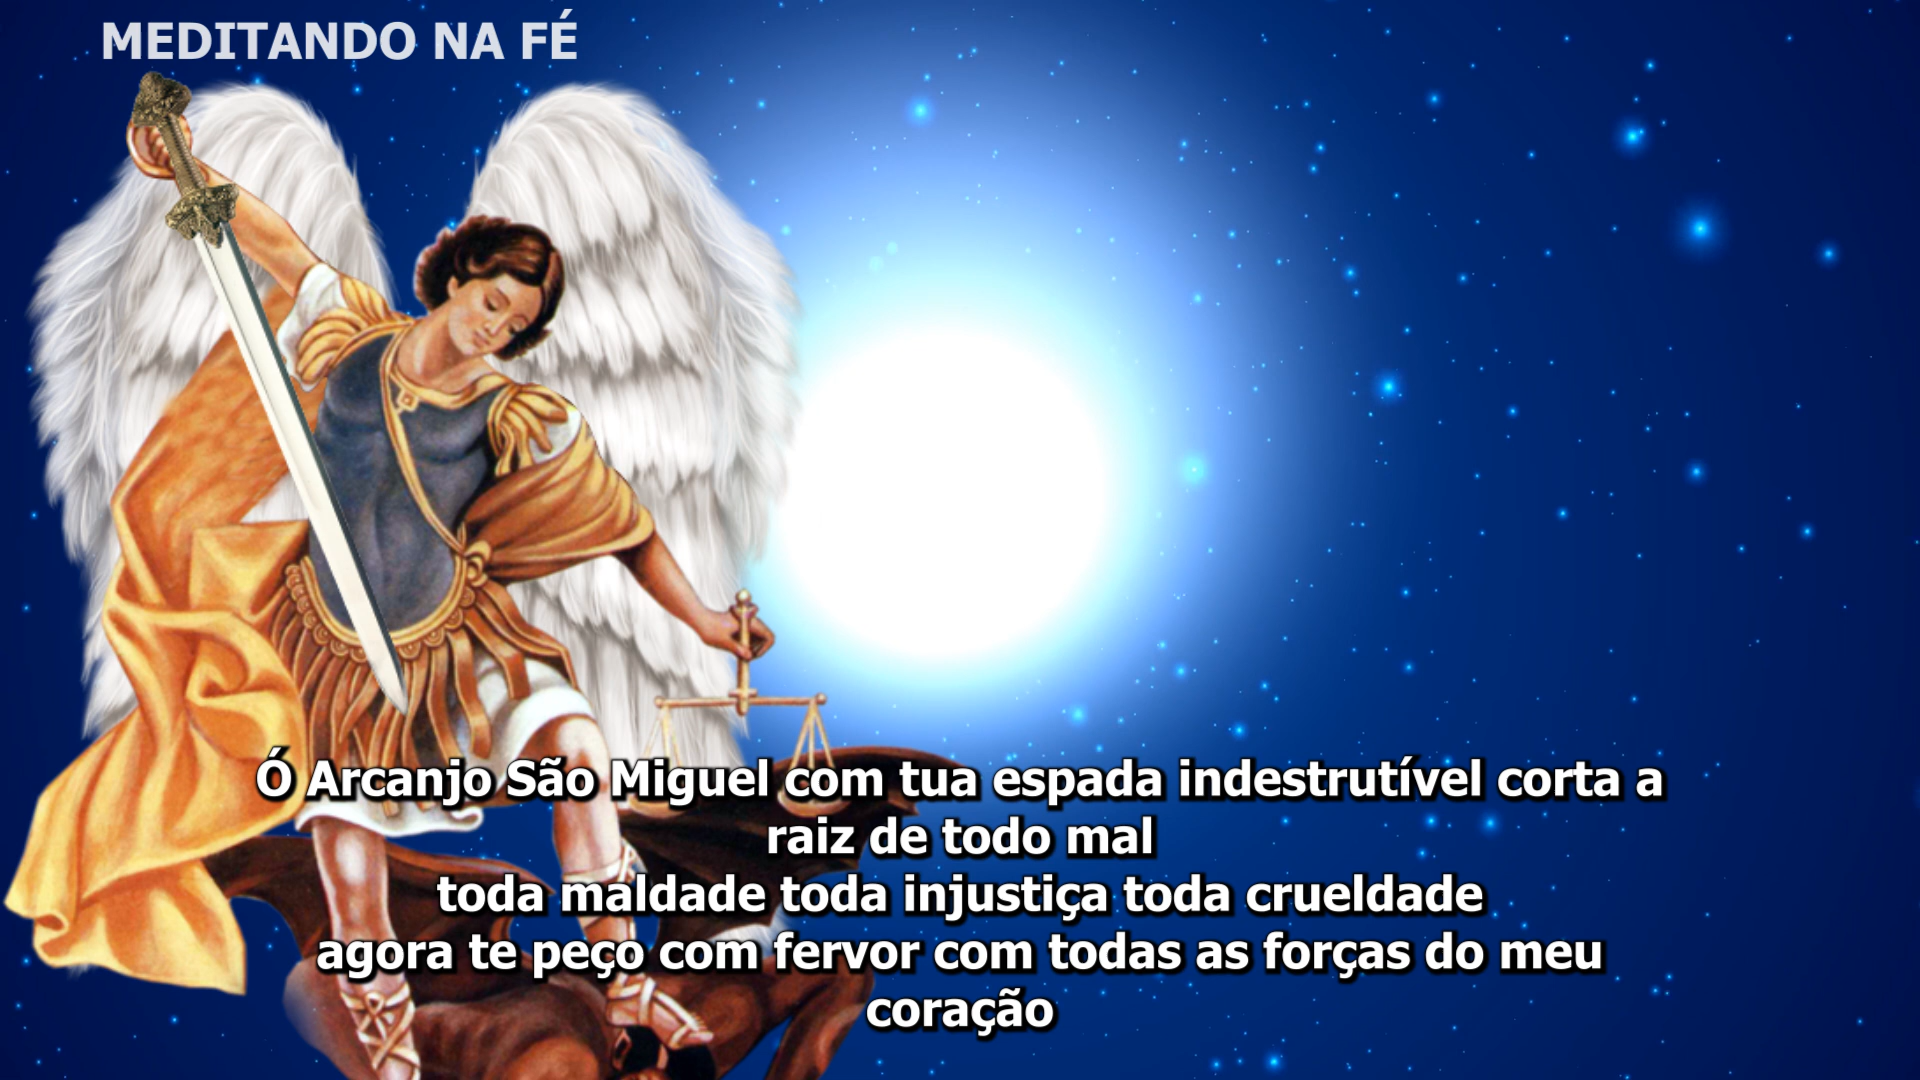 MEDITANDO NA FÉ
Ó Arcanjo São Miguel com tua espada indestrutível corta a
raiz de todo mal
toda maldade toda injustiça toda crueldade
agora te peço com fervor com todas as forças do meu
coração